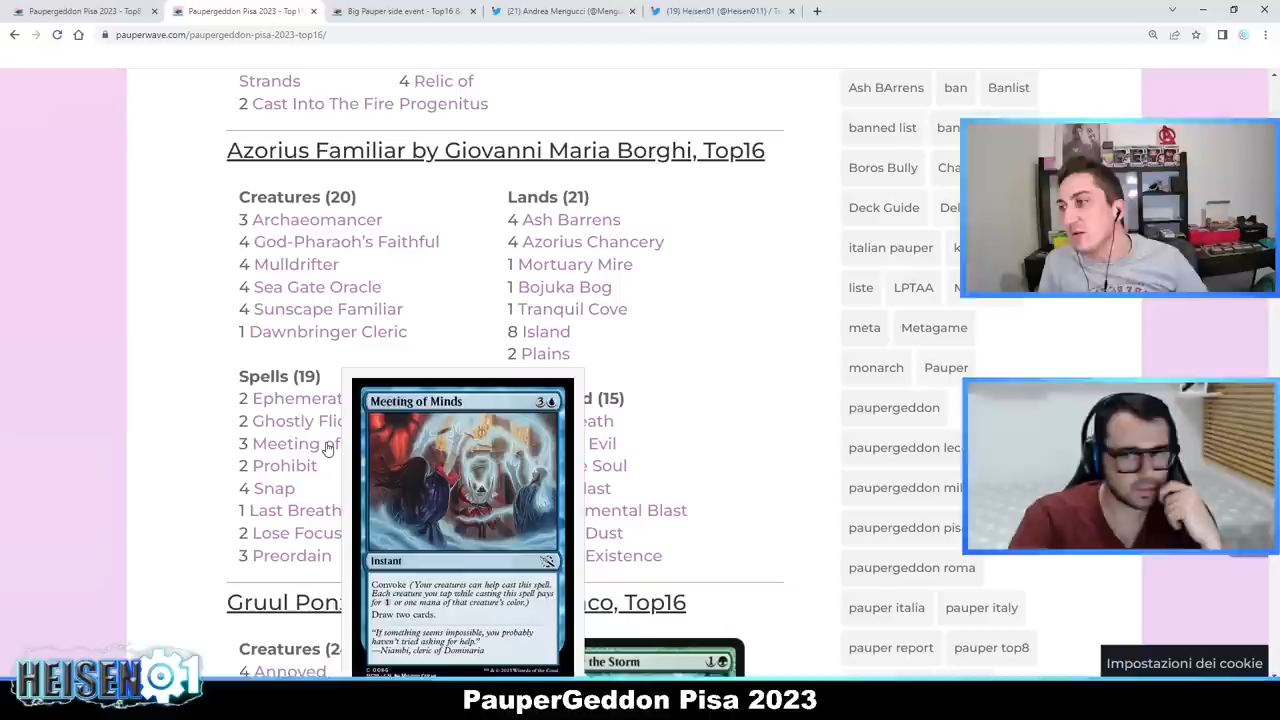 Paupergeddon Pisa 2023 - Top8
Paupergeddon Pisa 2023 - Top1
Big Pauper side event - Top16 8
(21) Andrea Mengucci (@Mengu
(19) Heisen01 (@Heisen011) / T
pauperwave.com/paupergeddon-pisa-2023-top16/
Strands
4 Relic of
2 Cast Into The Fire Progenitus
Azorius Familiar by Giovanni Maria Borghi, Top16
Creatures (20)
3 Archaeomancer
4 God-Pharaoh's Faithful
4 Mulldrifter
4 Sea Gate Oracle
4 Sunscape Familiar
1 Dawnbringer Cleric
Lands (21)
4 Ash Barrens
4 Azorius Chancery
1 Mortuary Mire
1 Bojuka Bog
1 Tranquil Cove
8 Island
2 Plains
Spells (19)
2 Ephemerat
2 Ghostly Flic
3 Meeting of
2 Prohibit
4 Snap
1 Last Breath
2 Lose Focus
3 Preordain
d (15)
eath
Evil
e Soul
last
mental Blast
Dust
Existence
Meeting of Minds
3
Instant
Convoke (Your creatures can help cast this spell.
Each creature you tap while casting this spell pays
for 1 or one mana of that creature's color.)
Draw two cards.
"If something seems impossible, you probably
haven't tried asking for help."
—Niambi, cleric of Dominaria
Gruul Pon
co, Top16
Creatures (2
4 Annoyed
the Storm
1
Ash BArrens
ban
Banlist
banned list
ban
Boros Bully
Cha
Deck Guide
Del
italian pauper
k
liste
LPTAA
M
meta
Metagame
monarch
Pauper
paupergeddon
paupergeddon lec
paupergeddon mil
paupergeddon pisa
paupergeddon roma
pauper italia
pauper italy
pauper report
pauper top8
Impostazioni dei cookie
HEISEN 01
PauperGeddon Pisa 2023